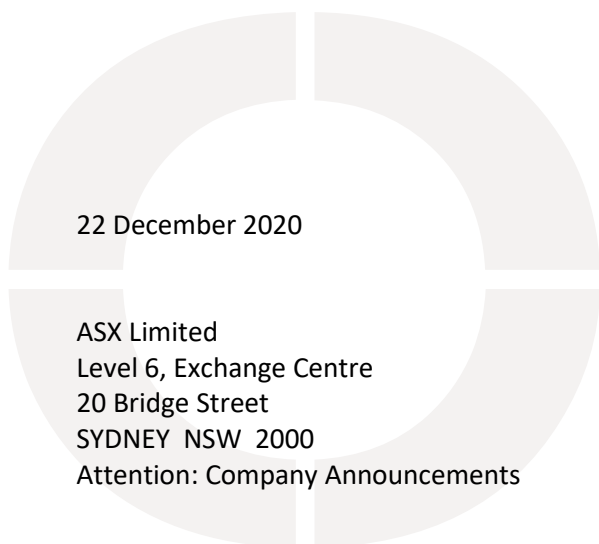 22 December 2020
ASX Limited
Level 6, Exchange Centre
20 Bridge Street
SYDNEY  NSW  2000
Attention: Company Announcements